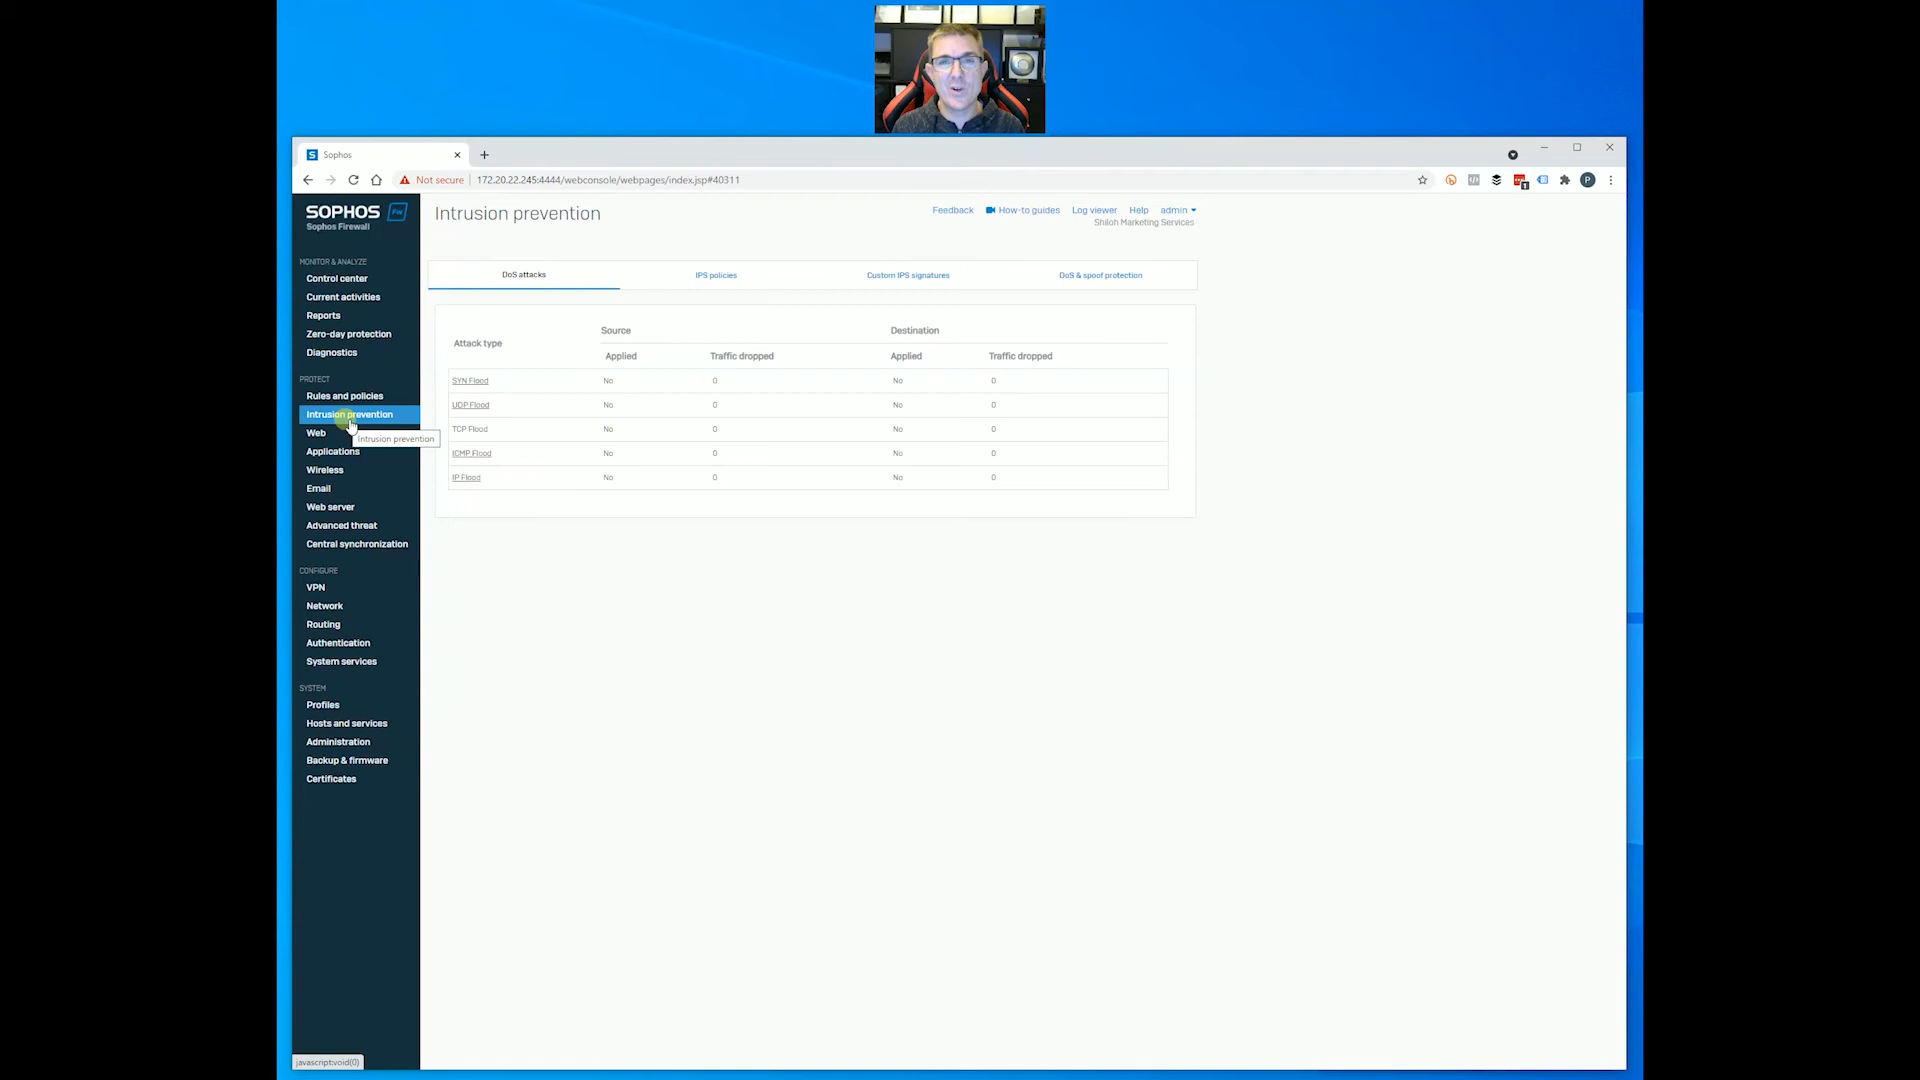 Sophos
Not secure
172.20.22.245:4444/webconsole/webpages/index.jsp#40311
1
P
SOPHOS Fw
Sophos Firewall
MONITOR & ANALYZE
Control center
Current activities
Reports
Zero-day protection
Diagnostics
PROTECT
Rules and policies
Intrusion prevention
Web
Applications
Wireless
Email
Web server
Advanced threat
Central synchronization
CONFIGURE
VPN
Network
Routing
Authentication
System services
SYSTEM
Profiles
Hosts and services
Administration
Backup & firmware
Certificates
Intrusion prevention
javascript:void(0)
Intrusion prevention
Feedback How-to guides Log viewer Help admin
Shiloh Marketing Services
DoS attacks IPS policies Custom IPS signatures DoS & spoof protection
Attack type Source Destination
Applied Traffic dropped Applied Traffic dropped
SYN Flood No 0 No 0
UDP Flood No 0 No 0
TCP Flood No 0 No 0
ICMP Flood No 0 No 0
IP Flood No 0 No 0